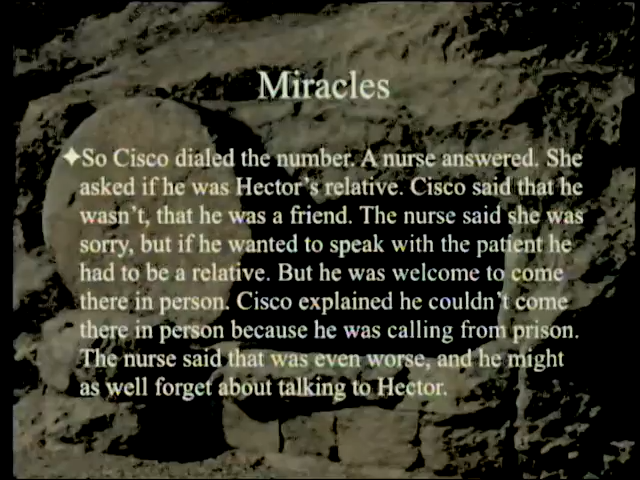 Miracles
✦So Cisco dialed the number. A nurse answered. She
asked if he was Hector's relative. Cisco said that he
wasn't, that he was a friend. The nurse said she was
sorry, but if he wanted to speak with the patient he
had to be a relative. But he was welcome to come
there in person. Cisco explained he couldn't come
there in person because he was calling from prison.
The nurse said that was even worse, and he might
as well forget about talking to Hector.